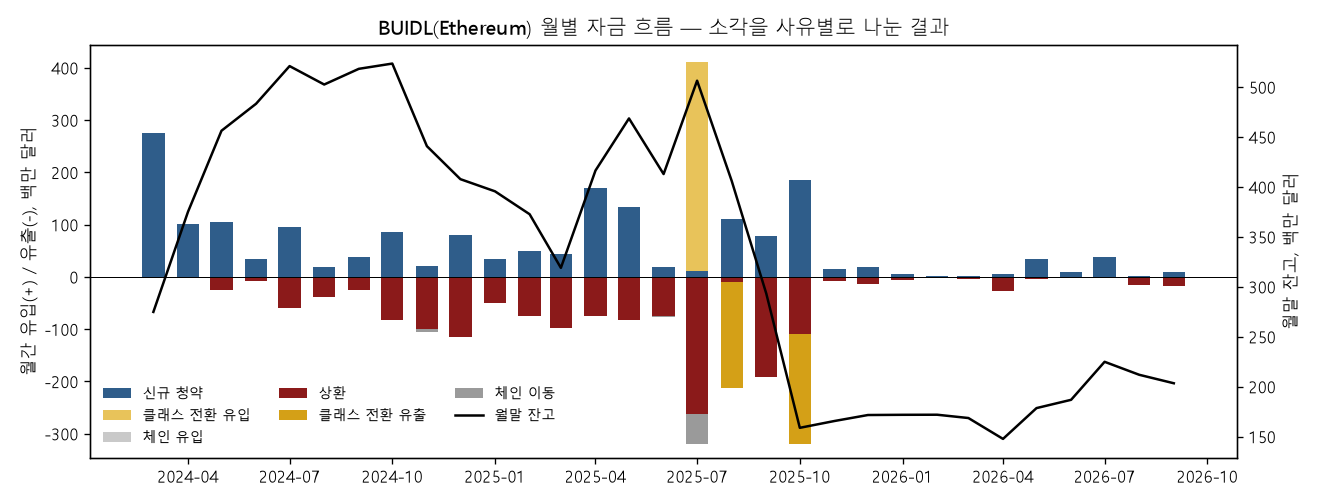 BUIDL(Ethereum) 월별 자금 흐름 — 소각을 사유별로 나눈 결과
월간 유입(+) / 유출(-), 백만 달러
400
300
200
100
0
-100
-200
-300
500
450
400
350
300
250
200
150
월말 잔고, 백만 달러
신규 청약
클래스 전환 유입
체인 유입
상환
클래스 전환 유출
체인 이동
월말 잔고
2024-04
2024-07
2024-10
2025-01
2025-04
2025-07
2025-10
2026-01
2026-04
2026-07
2026-10